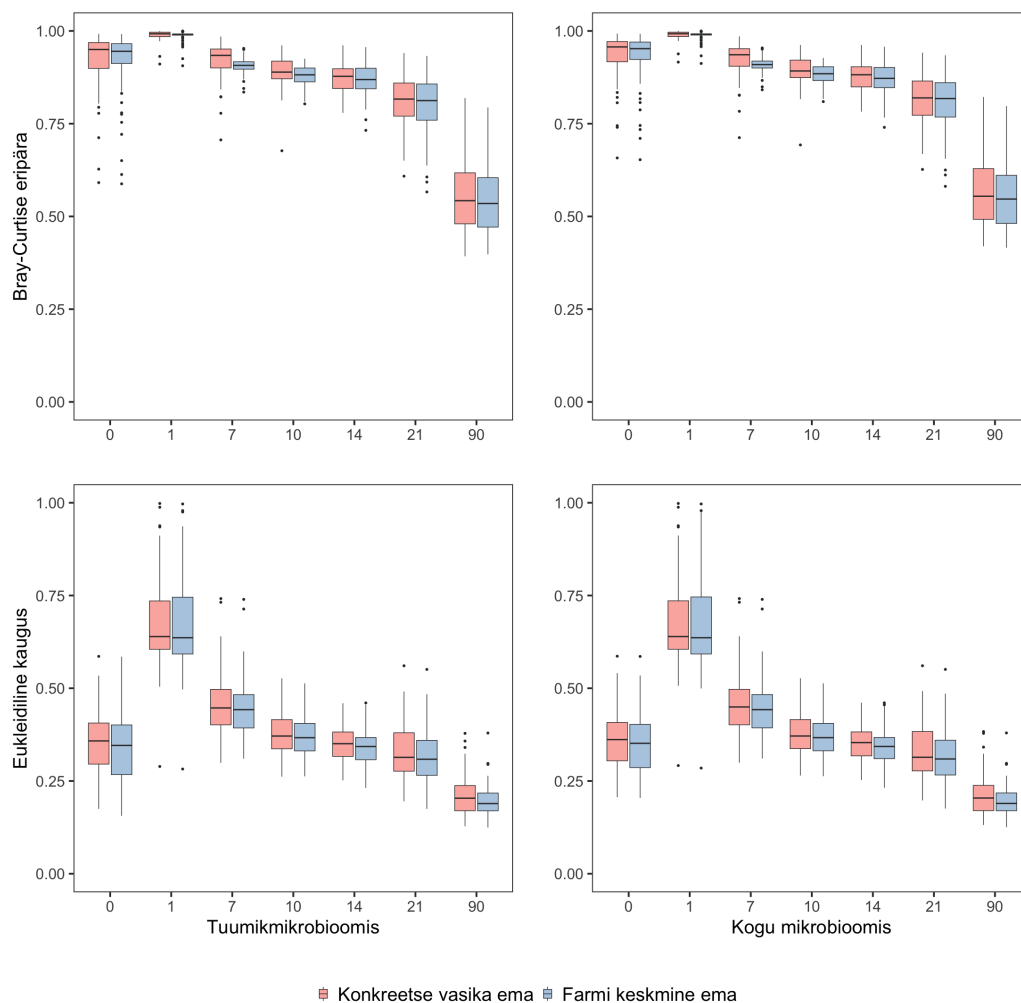 1.00
0.75
0.50
0.25
0.00
Bray-Curtise eripära
0 1 7 10 14 21 90
1.00
0.75
0.50
0.25
0.00
0 1 7 10 14 21 90
1.00
0.75
0.50
0.25
0.00
Eukleidiline kaugus
0 1 7 10 14 21 90
Tuumikmikrobioomis
1.00
0.75
0.50
0.25
0.00
0 1 7 10 14 21 90
Kogu mikrobioomis
Konkreetse vasika ema Farmi keskmine ema